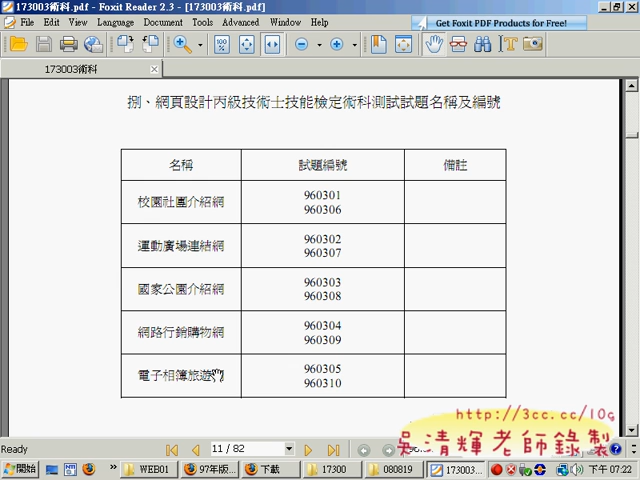 173003術科.pdf - Foxit Reader 2.3 - [173003術科.pdf]
File Edit View Language Document Tools Advanced Window Help
Get Foxit PDF Products for Free!
173003術科
捌、網頁設計丙級技術士技能檢定術科測試試題名稱及編號
名稱 試題編號 備註
校園社團介紹網 960301 960306
運動廣場連結網 960302 960307
國家公園介紹網 960303 960308
網路行銷購物網 960304 960309
電子相簿旅遊 960305 960310
http://3cc.cc/10g
吳清輝老師錄製
Ready 11 / 82
開始 WEB01 97年版... 下載 17300 080819 173003... 下午 07:22